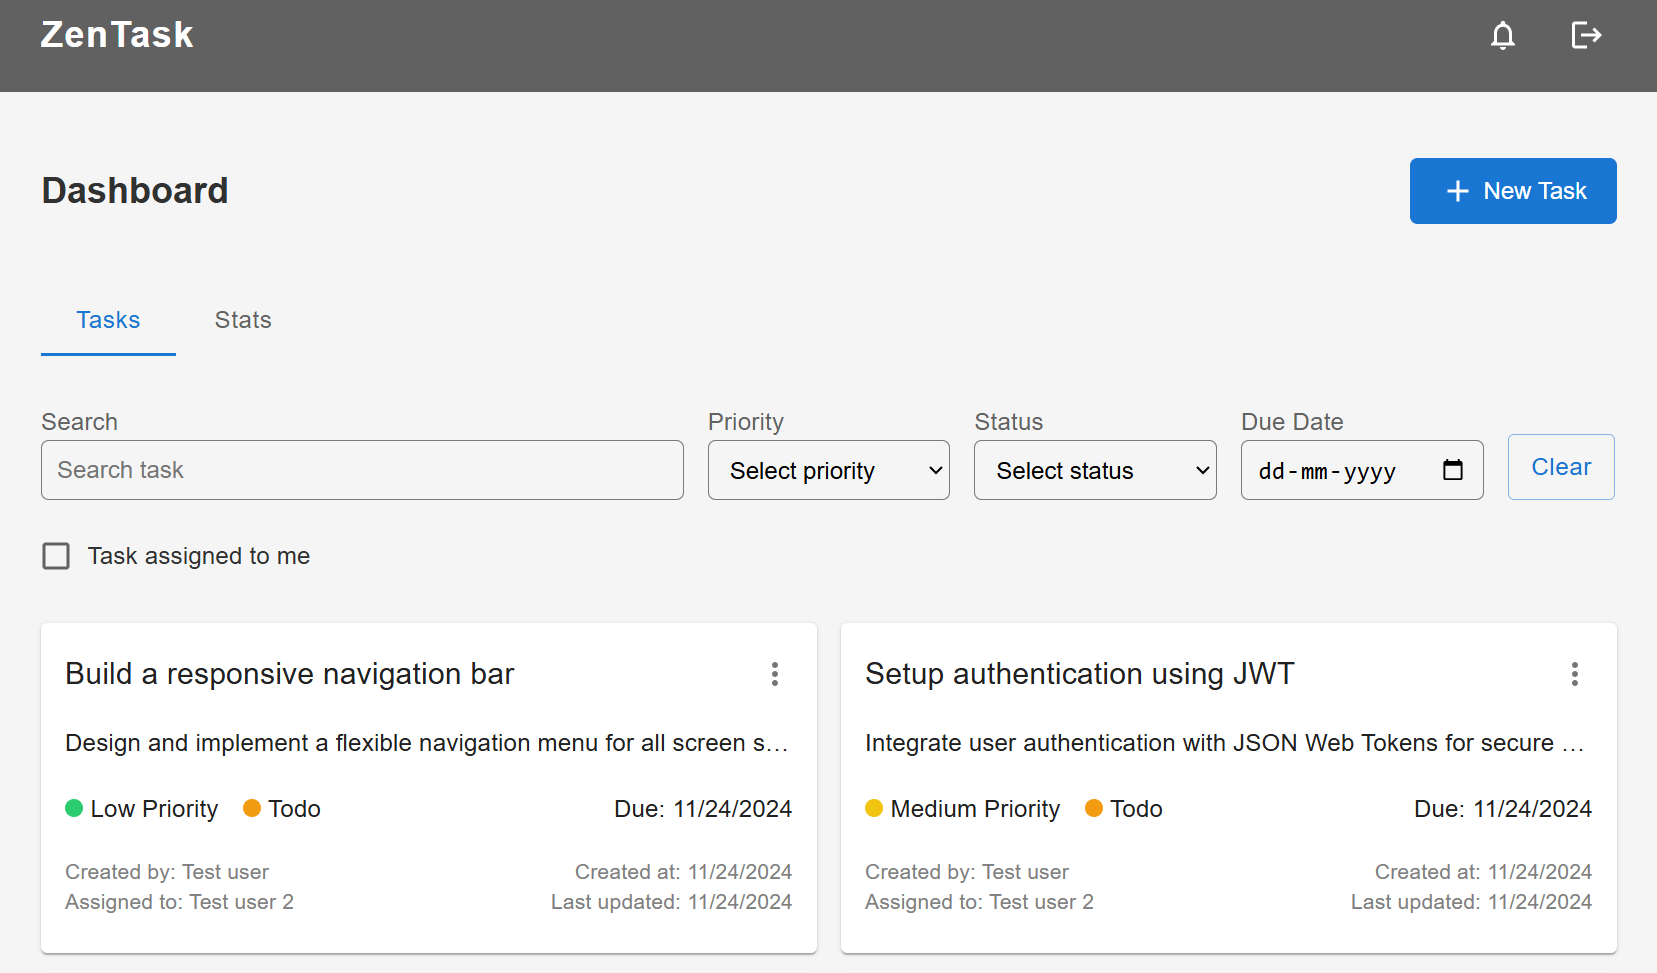 ZenTask
Dashboard
New Task
Tasks Stats
Search Priority Status Due Date
Search task Select priority Select status dd-mm-yyyy Clear
Task assigned to me
Build a responsive navigation bar
Design and implement a flexible navigation menu for all screen s...
Low Priority Todo Due: 11/24/2024
Created by: Test user Created at: 11/24/2024
Assigned to: Test user 2 Last updated: 11/24/2024
Setup authentication using JWT
Integrate user authentication with JSON Web Tokens for secure ...
Medium Priority Todo Due: 11/24/2024
Created by: Test user Created at: 11/24/2024
Assigned to: Test user 2 Last updated: 11/24/2024